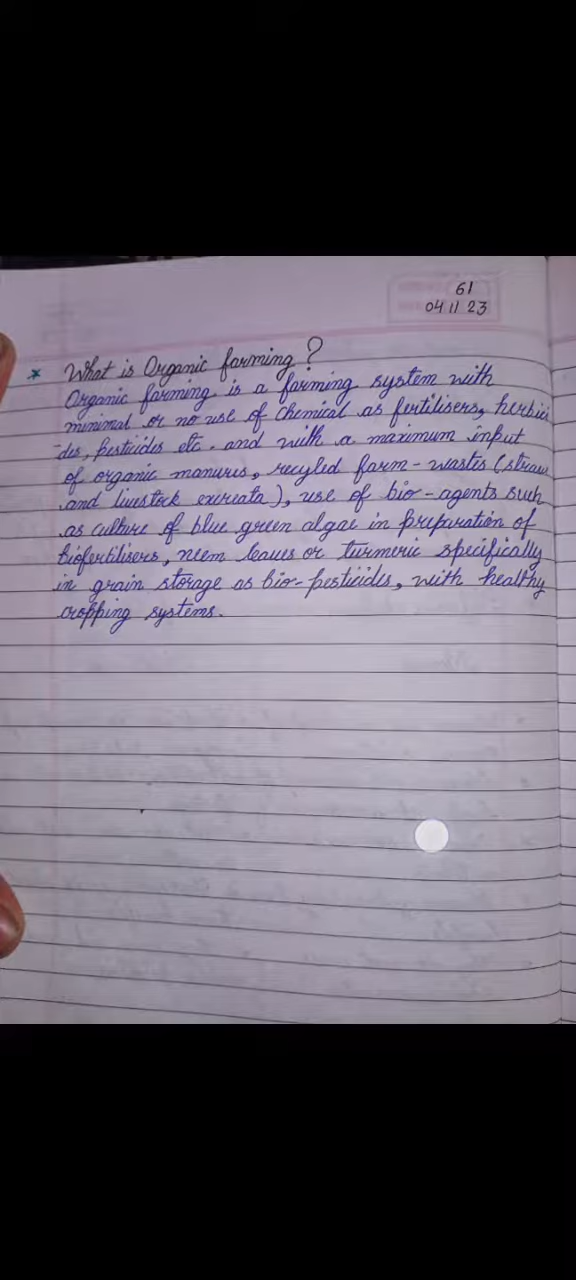 61
04 11 23
* What is Organic farming?
Organic farming is a farming system with
minimal or no use of chemical as fertilisers, herbici
-des, pesticides etc. and with a maximum input
of organic manures, recyled farm-wastes (straw
and livestock excreata), use of bio-agents such
as culture of blue green algae in preparation of
biofertilisers, neem leaves or turmeric specifically
in grain storage as bio-pesticides, with healthy
cropping systems.